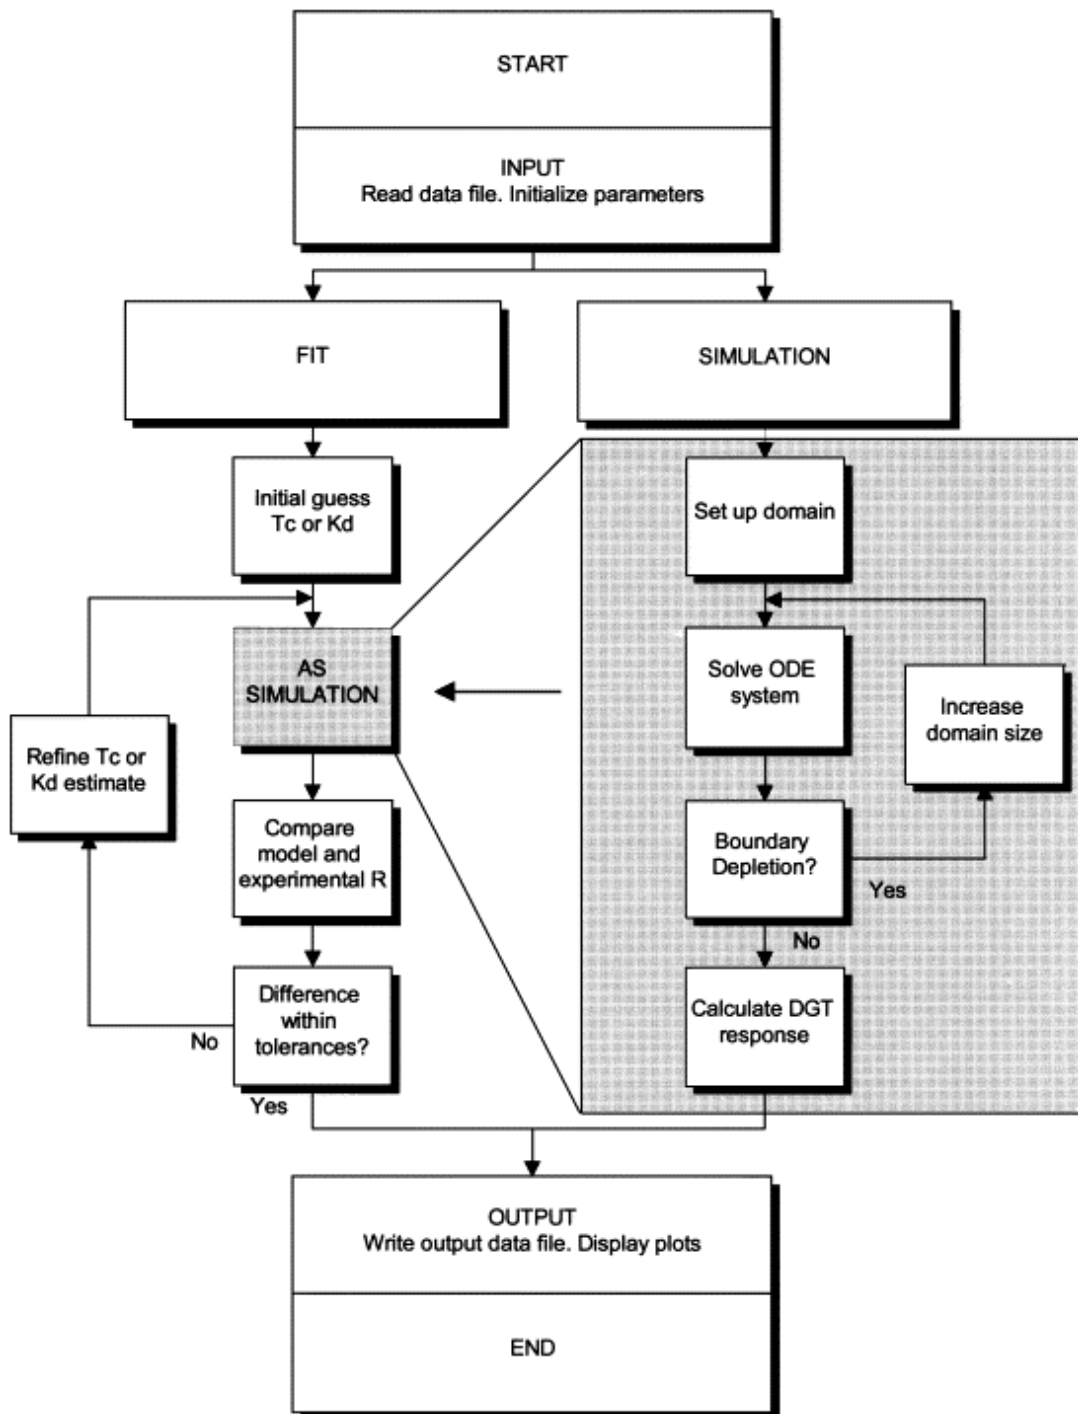 START
INPUT
Read data file. Initialize parameters
FIT
SIMULATION
Initial guess
Tc or Kd
Set up domain
AS
SIMULATION
Solve ODE
system
Increase
domain size
Refine Tc or
Kd estimate
Compare
model and
experimental R
Boundary
Depletion?
Yes
No
Difference
within
tolerances?
No
Yes
Calculate DGT
response
OUTPUT
Write output data file. Display plots
END